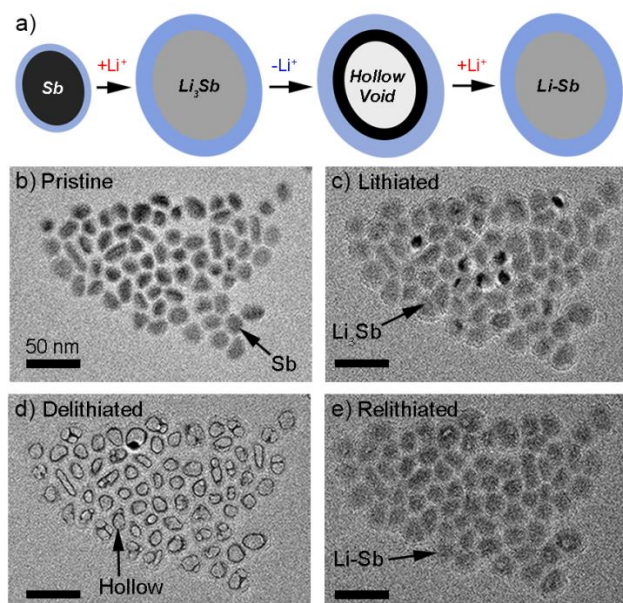 a)
Sb
+Li⁺
Li₃Sb
-Li⁺
Hollow
Void
+Li⁺
Li-Sb
b) Pristine
50 nm
Sb
c) Lithiated
Li₃Sb
d) Delithiated
Hollow
e) Relithiated
Li-Sb